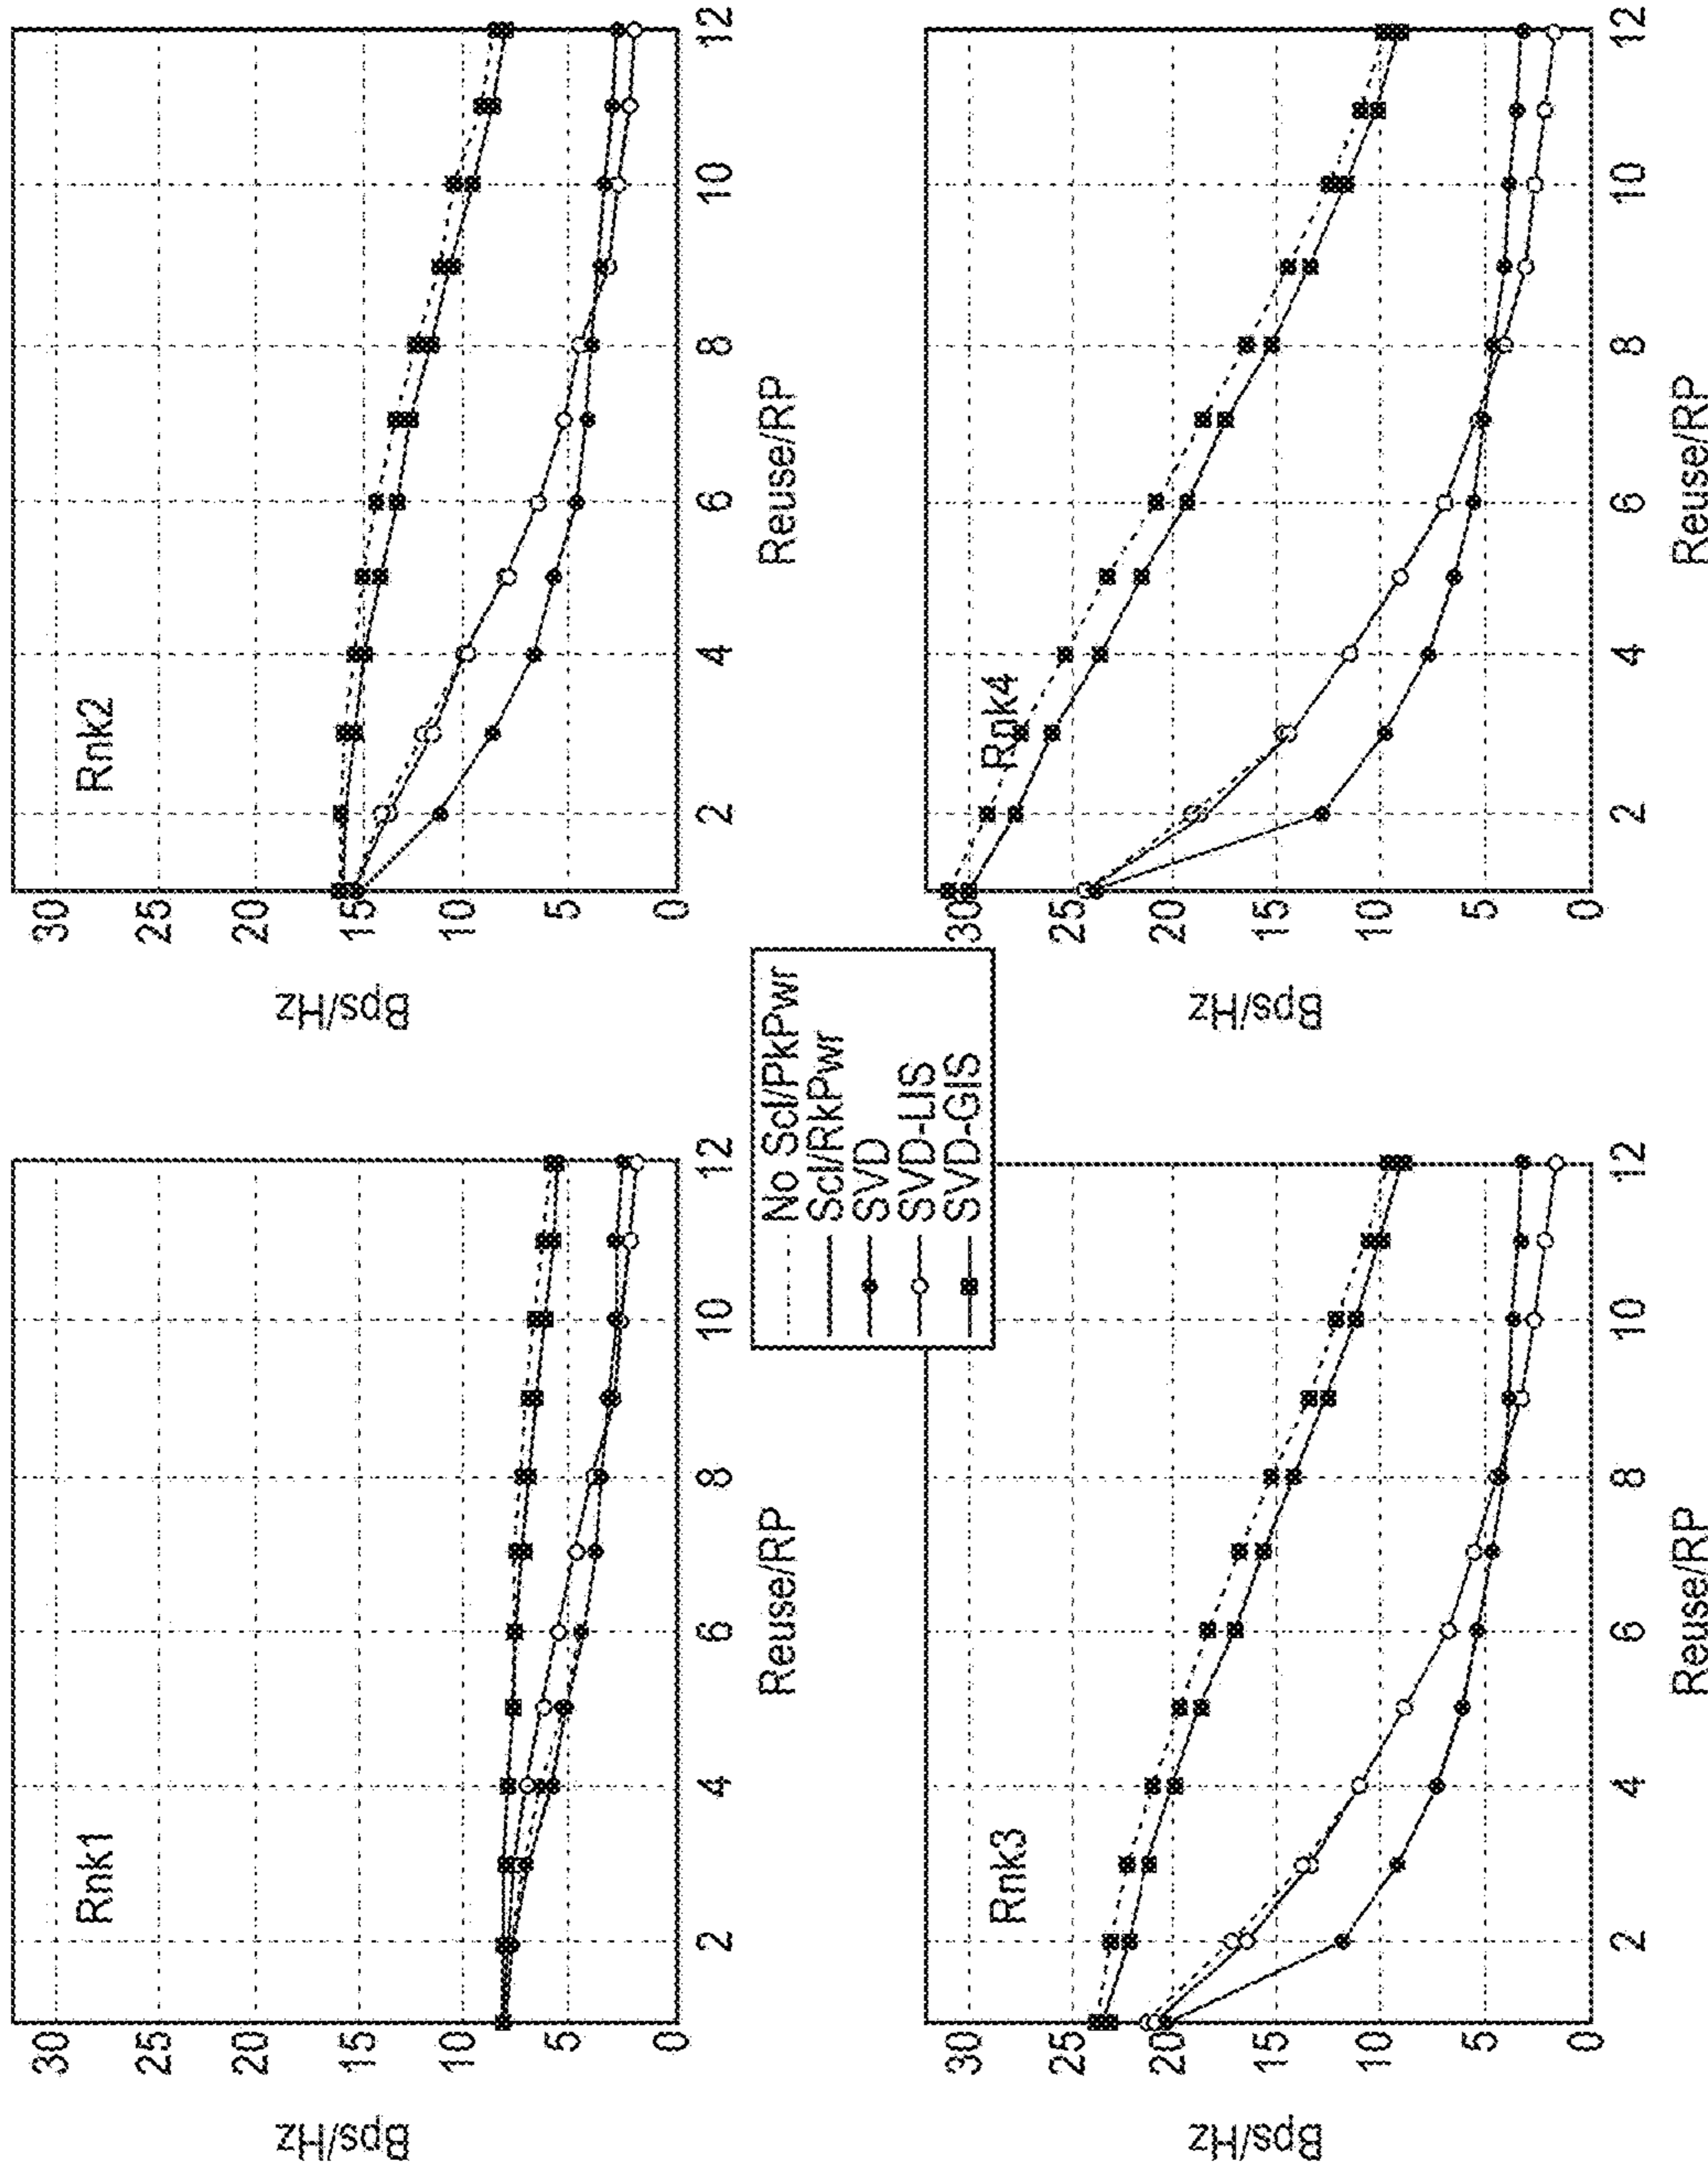 Rnk1
30
25
20
15
10
5
0
Bps/Hz
2 4 6 8 10 12
Reuse/RP
Rnk2
30
25
20
15
10
5
0
Bps/Hz
2 4 6 8 10 12
Reuse/RP
No Scl/PkPwr
Scl/RkPwr
SVD
SVD-LIS
SVD-GIS
Rnk3
30
25
20
15
10
5
0
Bps/Hz
2 4 6 8 10 12
Reuse/RP
Rnk4
30
25
20
15
10
5
0
Bps/Hz
2 4 6 8 10 12
Reuse/RP